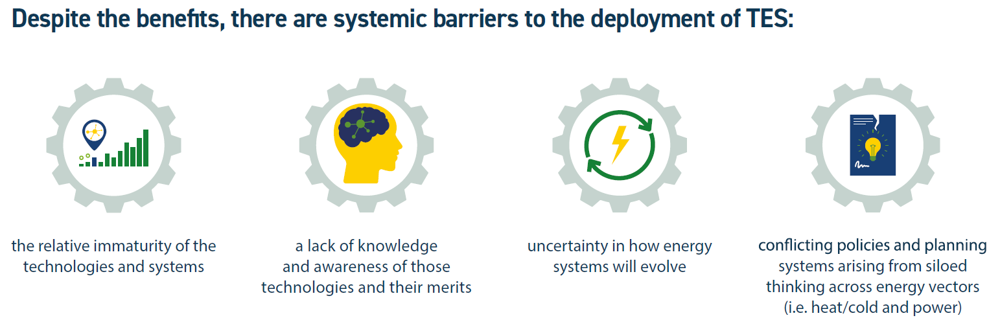 Despite the benefits, there are systemic barriers to the deployment of TES:
the relative immaturity of the
technologies and systems
a lack of knowledge
and awareness of those
technologies and their merits
uncertainty in how energy
systems will evolve
conflicting policies and planning
systems arising from siloed
thinking across energy vectors
(i.e. heat/cold and power)